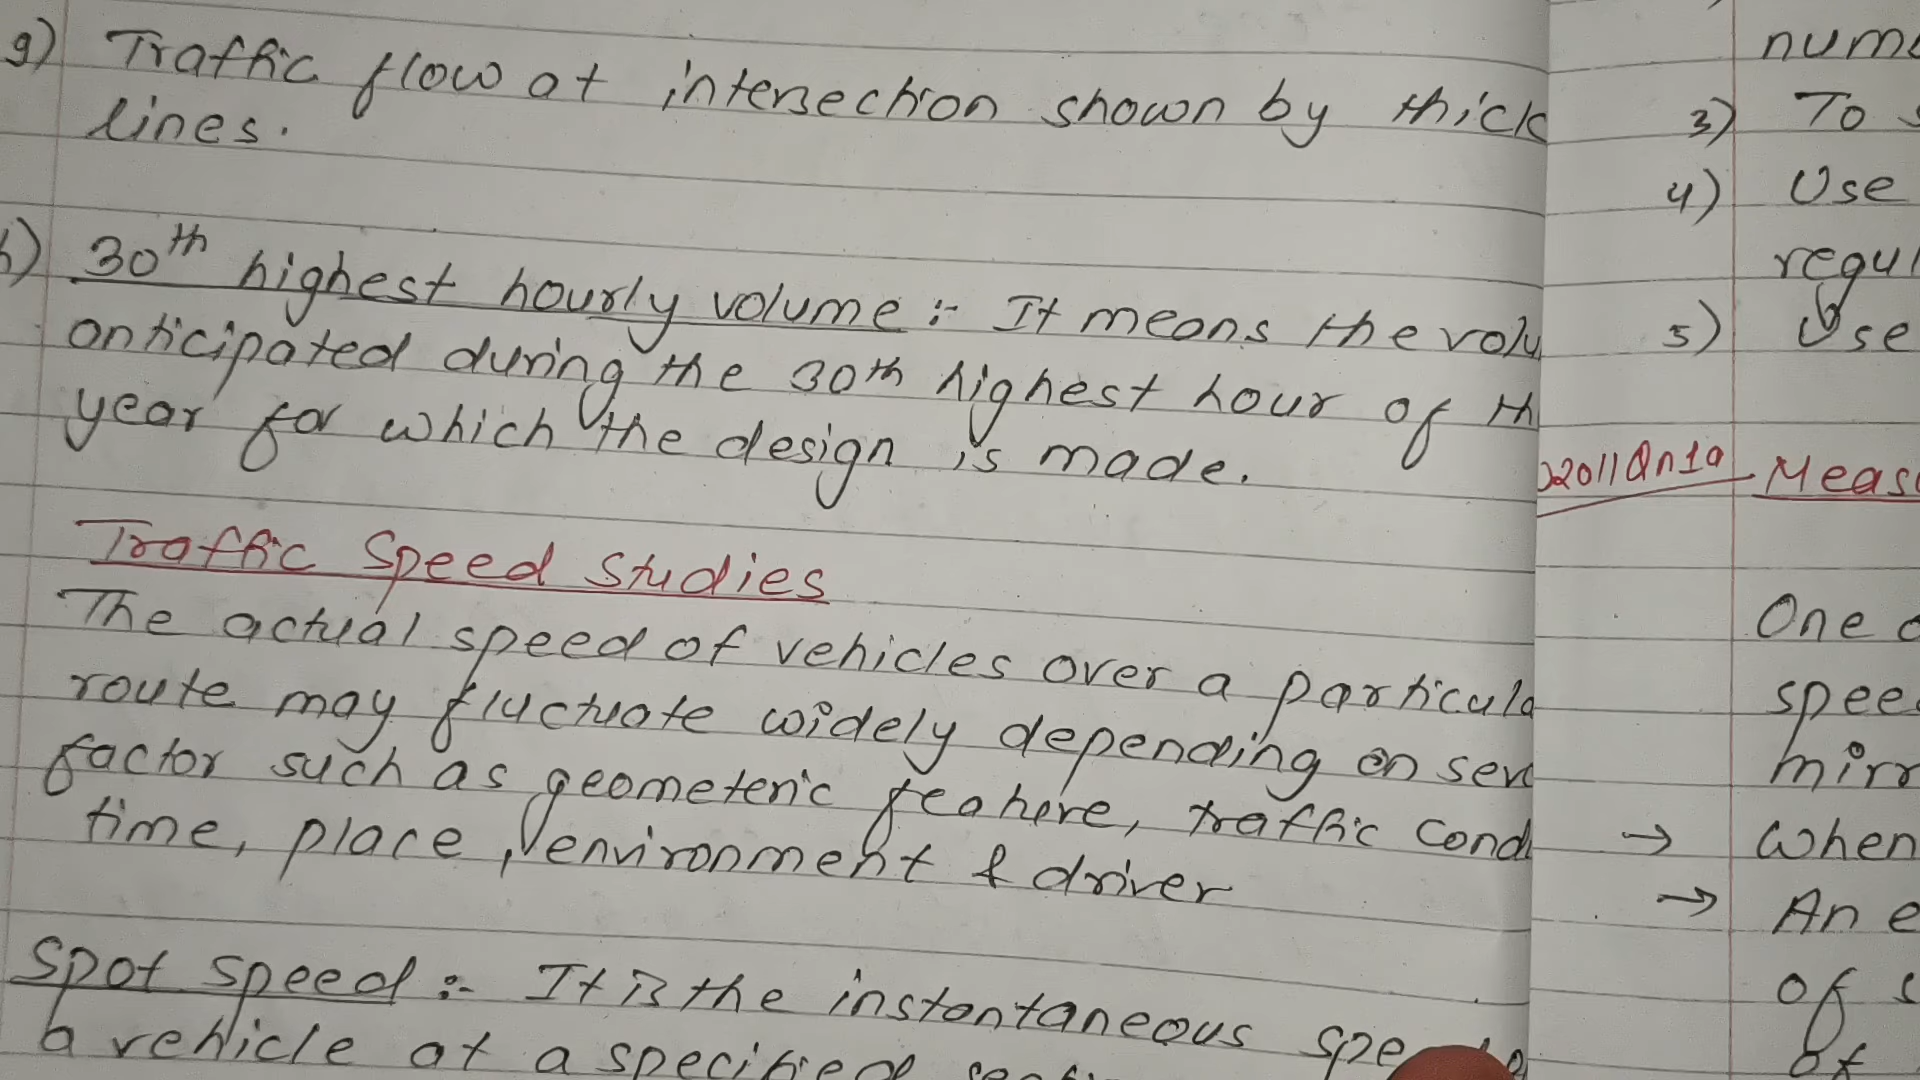 g) Traffic flow at intersection shown by thick
lines.
h) 30th highest hourly volume :- It means the volu
anticipated during the 30th highest hour of th
year for which the design is made.
Traffic Speed Studies
The actual speed of vehicles over a particula
route may fluctuate widely depending on seve
factor such as geometeric feature, traffic condi
time, place, environment & driver
Spot speed :- It is the instantaneous spe
a vehicle at a specified
num
3) To s
4) Use
regul
5) Use
2011 Qn 1a Meas
One o
spee
mirr
→ When
→ An e
of s
of